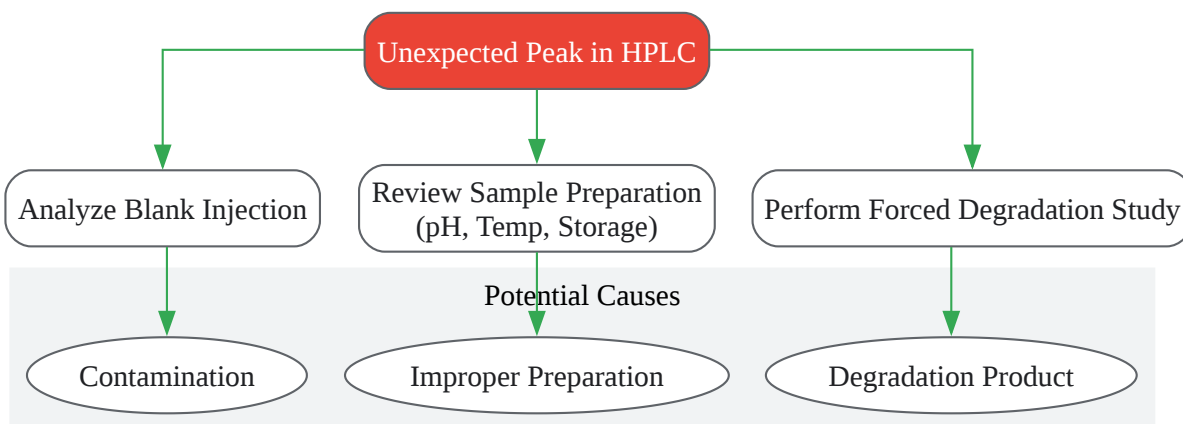 Unexpected Peak in HPLC
Analyze Blank Injection
Review Sample Preparation
(pH, Temp, Storage)
Perform Forced Degradation Study
Potential Causes
Contamination
Improper Preparation
Degradation Product